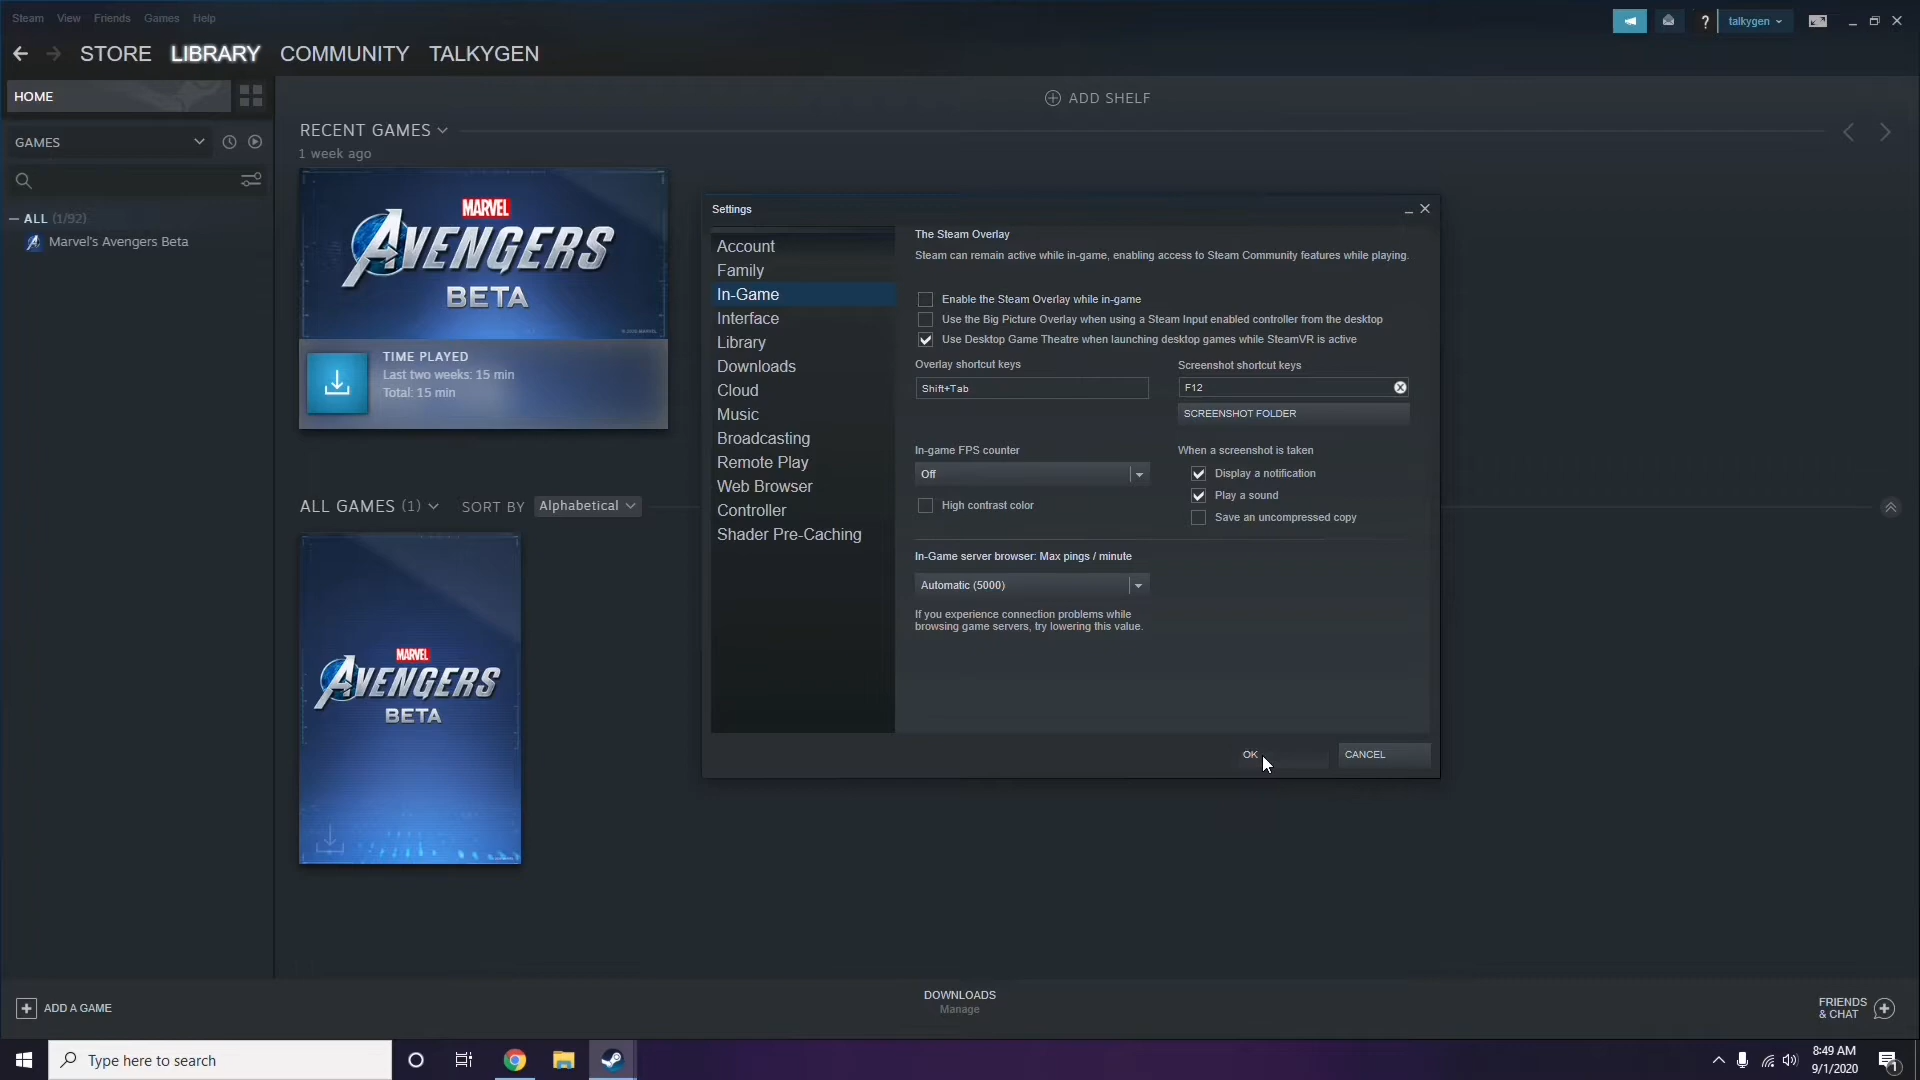 Steam View Friends Games Help
talkygen
STORE LIBRARY COMMUNITY TALKYGEN
HOME
ADD SHELF
GAMES
RECENT GAMES
1 week ago
ALL (1/92)
Marvel's Avengers Beta
MARVEL
AVENGERS
BETA
TIME PLAYED
Last two weeks: 15 min
Total: 15 min
ALL GAMES (1) SORT BY Alphabetical
MARVEL
AVENGERS
BETA
Settings
Account
Family
In-Game
Interface
Library
Downloads
Cloud
Music
Broadcasting
Remote Play
Web Browser
Controller
Shader Pre-Caching
The Steam Overlay
Steam can remain active while in-game, enabling access to Steam Community features while playing.
Enable the Steam Overlay while in-game
Use the Big Picture Overlay when using a Steam Input enabled controller from the desktop
Use Desktop Game Theatre when launching desktop games while SteamVR is active
Overlay shortcut keys
Shift+Tab
Screenshot shortcut keys
F12
SCREENSHOT FOLDER
In-game FPS counter
Off
High contrast color
When a screenshot is taken
Display a notification
Play a sound
Save an uncompressed copy
In-Game server browser: Max pings / minute
Automatic (5000)
If you experience connection problems while
browsing game servers, try lowering this value.
OK CANCEL
ADD A GAME
DOWNLOADS
Manage
FRIENDS
& CHAT
Type here to search
8:49 AM
9/1/2020
1